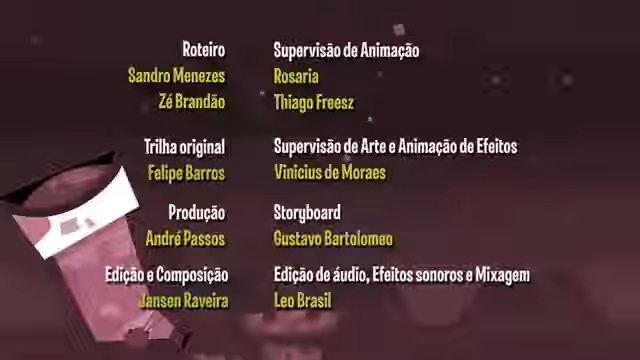 Roteiro
Sandro Menezes
Zé Brandão
Supervisão de Animação
Rosaria
Thiago Freesz
Trilha original
Felipe Barros
Supervisão de Arte e Animação de Efeitos
Vinicius de Moraes
Produção
André Passos
Storyboard
Gustavo Bartolomeo
Edição e Composição
Jansen Raveira
Edição de áudio, Efeitos sonoros e Mixagem
Leo Brasil